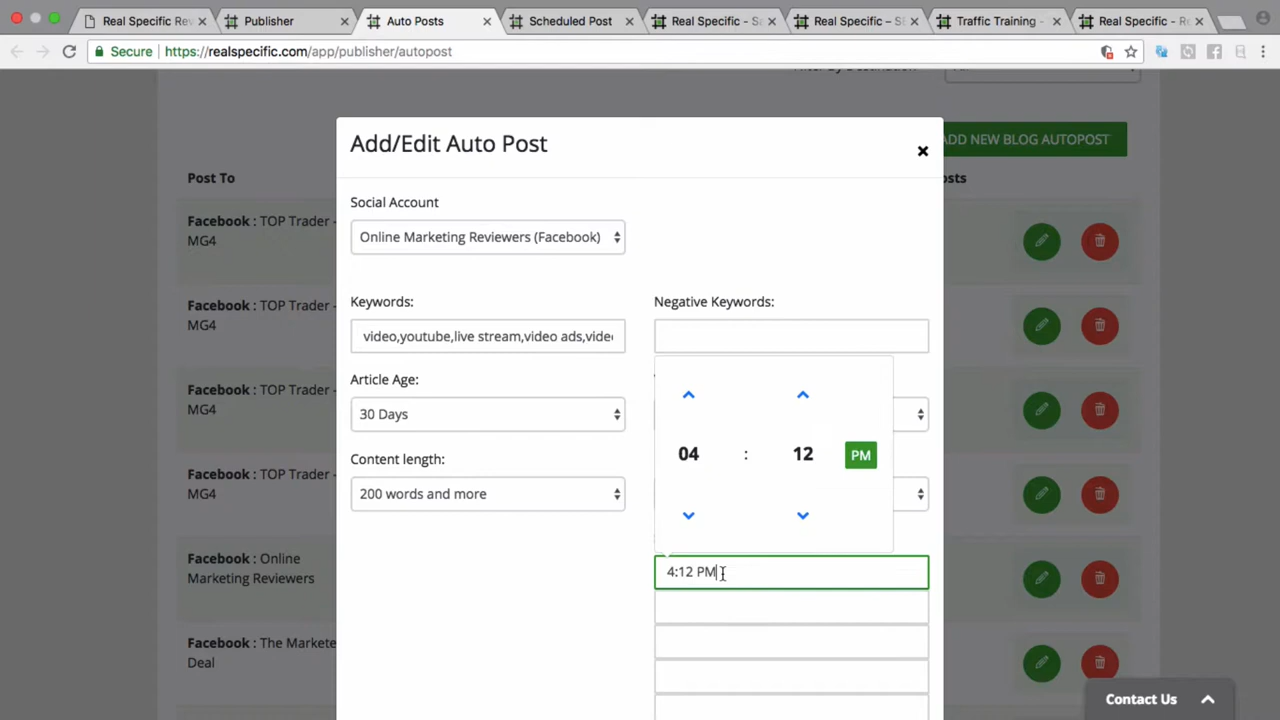 Real Specific Rev
Publisher
Auto Posts
Scheduled Post
Real Specific - S
Real Specific – S
Traffic Training -
Real Specific - R
Secure
https://realspecific.com/app/publisher/autopost
ADD NEW BLOG AUTOPOST
Post To
osts
Add/Edit Auto Post
Social Account
Online Marketing Reviewers (Facebook)
Keywords:
Negative Keywords:
video,youtube,live stream,video ads,vide
Article Age:
30 Days
Content length:
200 words and more
04 : 12 PM
4:12 PM
Facebook : TOP Trader -
MG4
Facebook : TOP Trader -
MG4
Facebook : TOP Trader -
MG4
Facebook : TOP Trader -
MG4
Facebook : Online
Marketing Reviewers
Facebook : The Markete
Deal
Contact Us